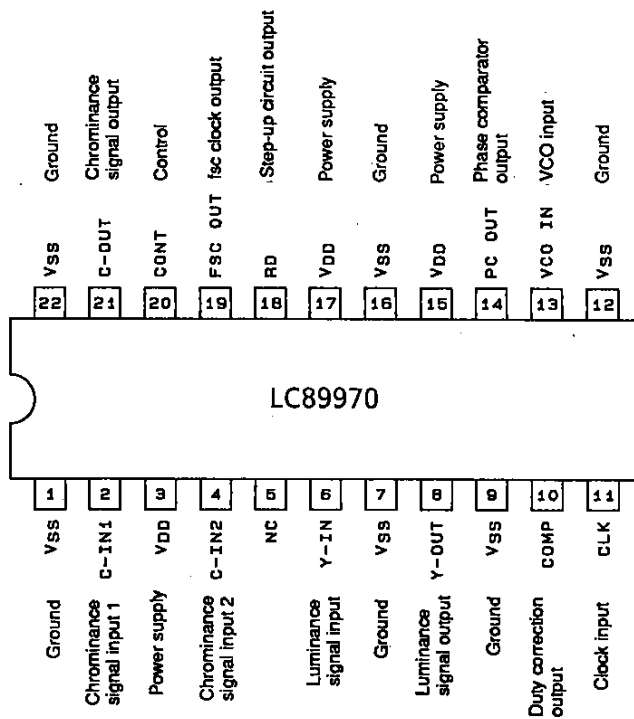 Ground
Chrominance
signal output
Control
fsc clock output
Step-up circuit output
Power supply
Ground
Power supply
Phase comparator
output
VCO input
Ground
VSS
C-OUT
CONT
FSC OUT
RD
VDD
VSS
VDD
PC OUT
VCO IN
VSS
22 21 20 19 18 17 16 15 14 13 12
LC89970
1 2 3 4 5 6 7 8 9 10 11
VSS
C-IN1
VDD
C-IN2
NC
Y-IN
VSS
Y-OUT
VSS
COMP
CLK
Ground
Chrominance
signal input 1
Power supply
Chrominance
signal input 2
Luminance
signal input
Ground
Luminance
signal output
Ground
Duty correction
output
Clock input